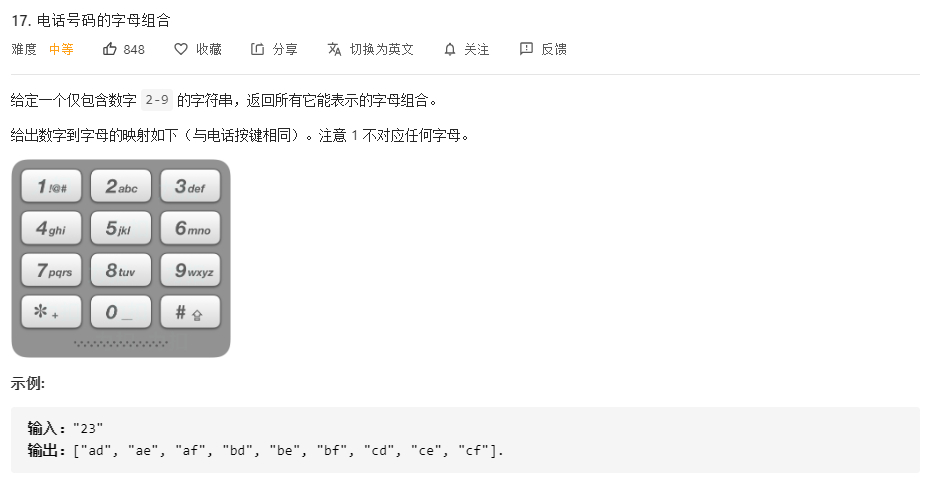 17. 电话号码的字母组合
难度 中等 848 收藏 分享 切换为英文 关注 反馈
给定一个仅包含数字 2-9 的字符串，返回所有它能表示的字母组合。
给出数字到字母的映射如下（与电话按键相同）。注意 1 不对应任何字母。
1 !@# 2 abc 3 def
4 ghi 5 jkl 6 mno
7 pqrs 8 tuv 9 wxyz
* + 0 _ #
示例:
输入："23"
输出：["ad", "ae", "af", "bd", "be", "bf", "cd", "ce", "cf"].